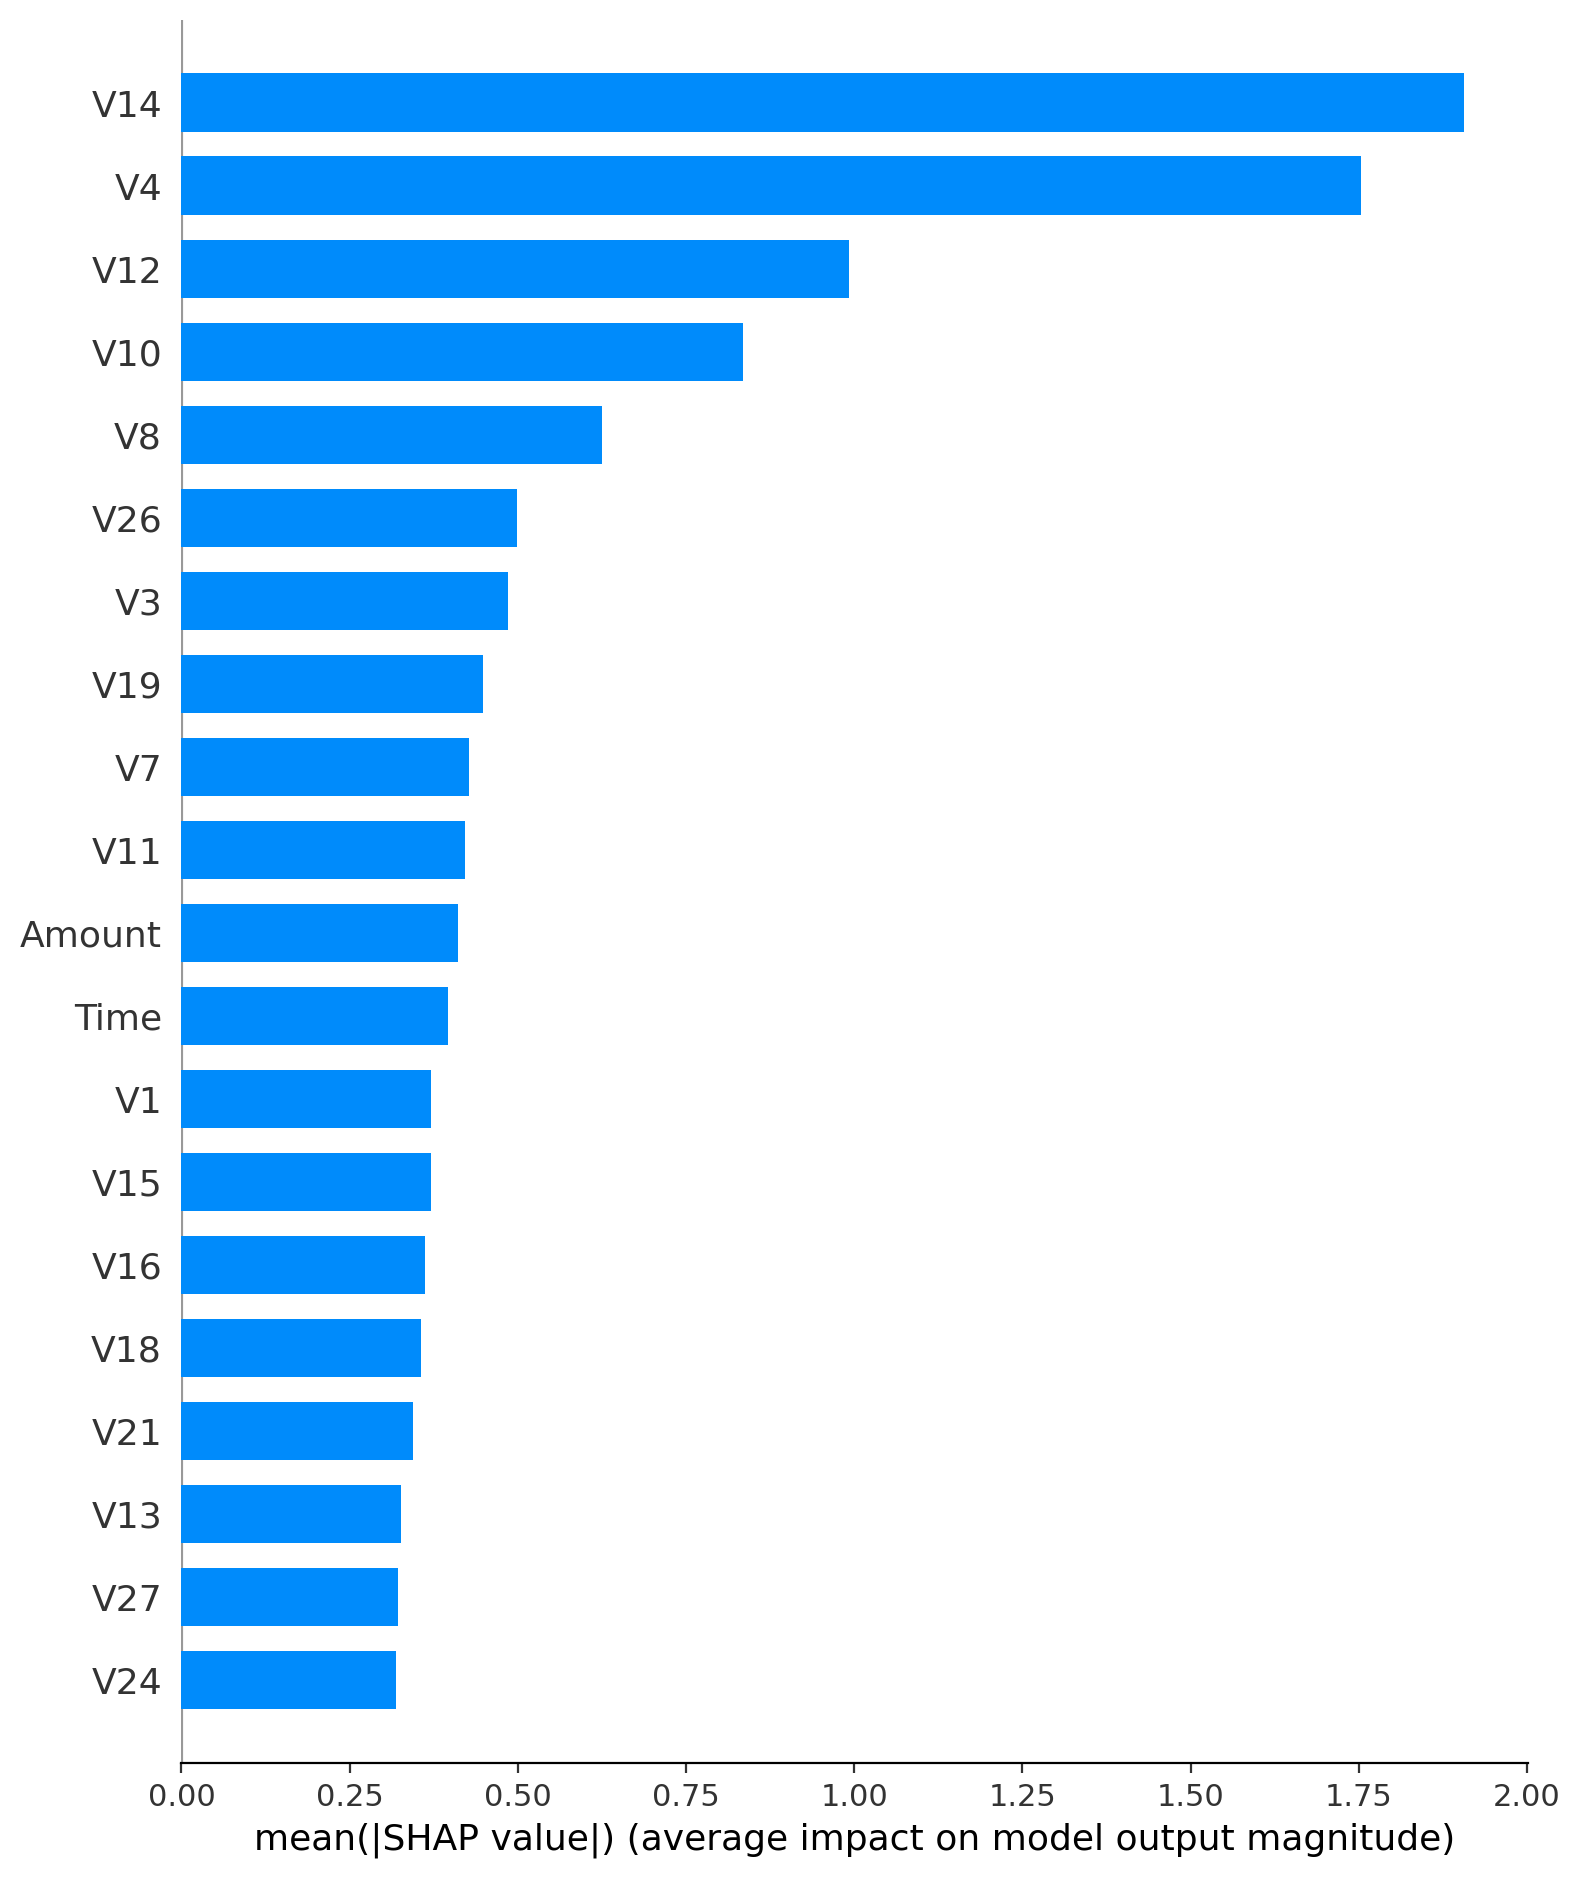 V14
V4
V12
V10
V8
V26
V3
V19
V7
V11
Amount
Time
V1
V15
V16
V18
V21
V13
V27
V24
0.00 0.25 0.50 0.75 1.00 1.25 1.50 1.75 2.00
mean(|SHAP value|) (average impact on model output magnitude)